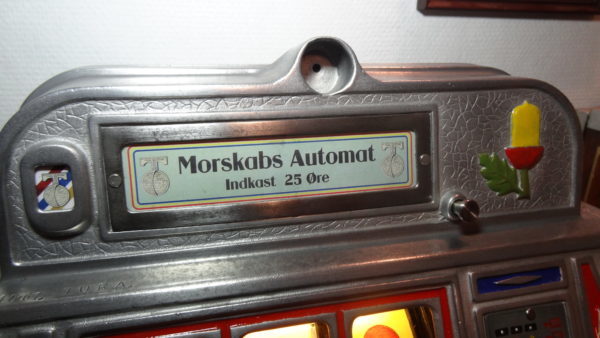 Morskabs Automat
Indkast 25 Øre